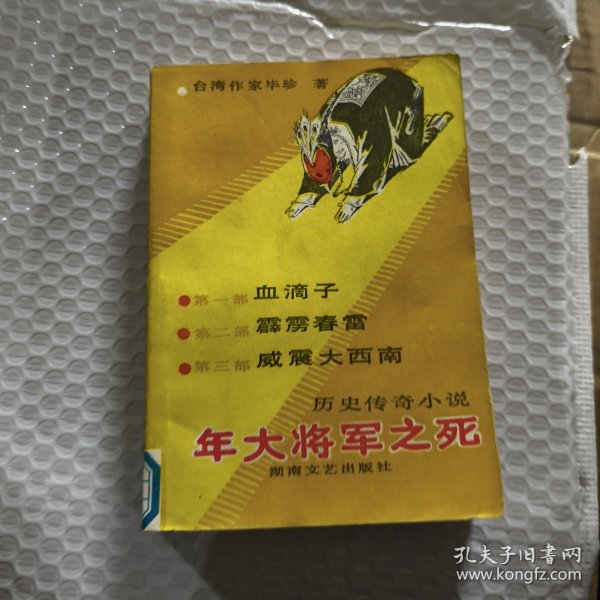 台湾作家毕珍 著
第一部 血滴子
第二部 霹雳春雷
第三部 威震大西南
历史传奇小说
年大将军之死
湖南文艺出版社
孔夫子旧书网
www.kongfz.com